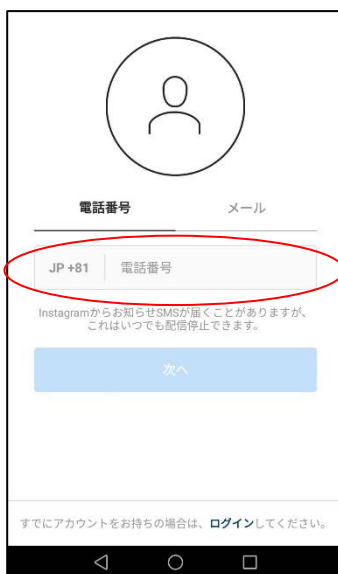 電話番号 メール
JP +81 電話番号
Instagramからお知らせSMSが届くことがありますが、
これはいつでも配信停止できます。
次へ
すでにアカウントをお持ちの場合は、ログインしてください。